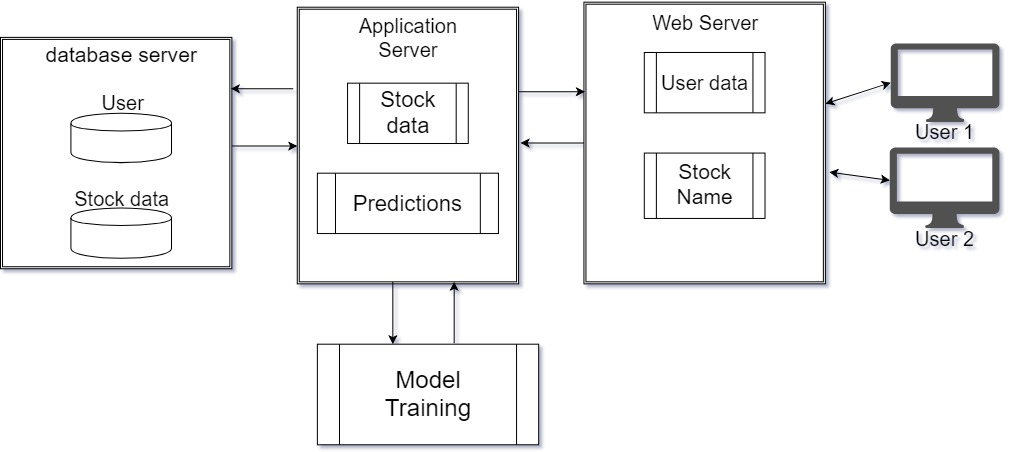 database server
User
Stock data
Application
Server
Stock
data
Predictions
Model
Training
Web Server
User data
Stock
Name
User 1
User 2